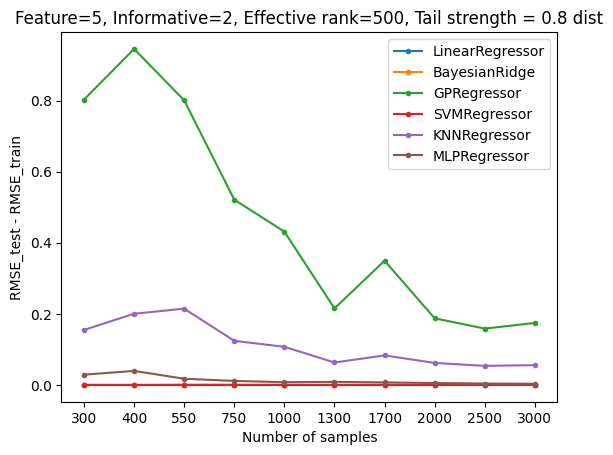 Feature=5, Informative=2, Effective rank=500, Tail strength = 0.8 dist
LinearRegressor
BayesianRidge
GPRegressor
SVMRegressor
KNNRegressor
MLPRegressor
RMSE_test - RMSE_train
0.8
0.6
0.4
0.2
0.0
300 400 550 750 1000 1300 1700 2000 2500 3000
Number of samples